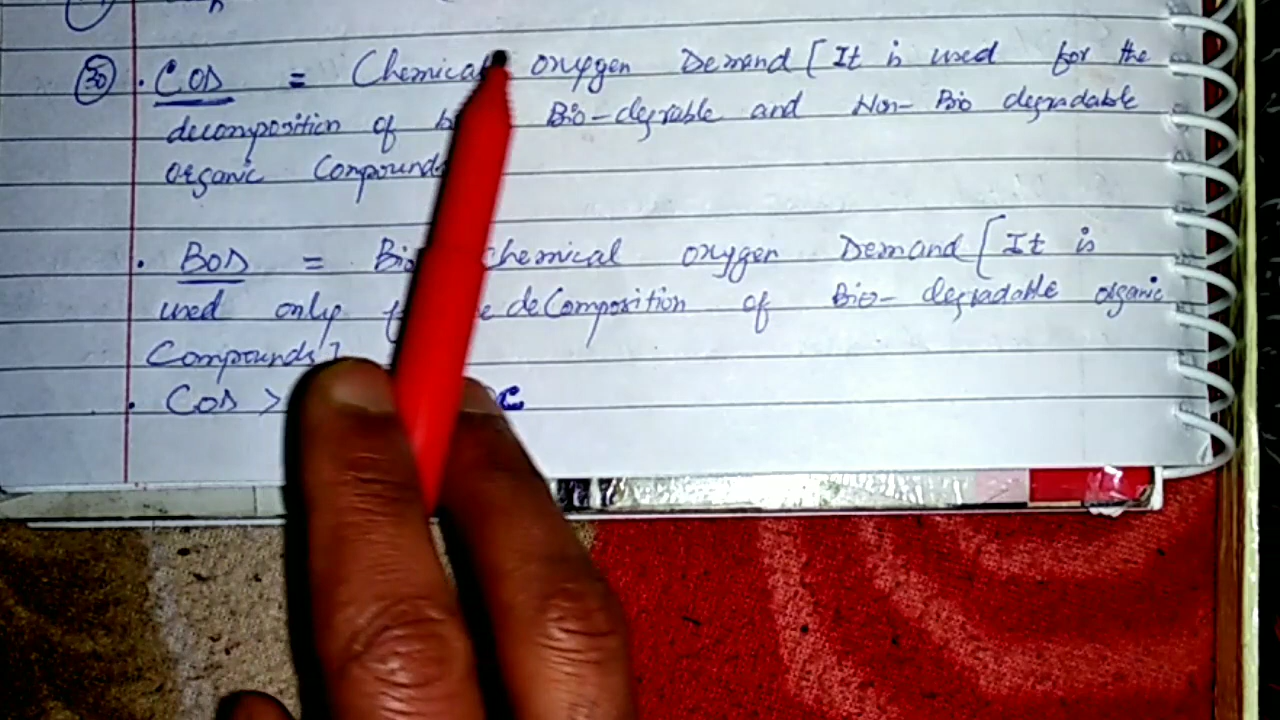 30 . COD = Chemical oxygen Demand [It is used for the
decomposition of Bio-degrable and Non-Bio degradable
organic Compounds
. BOD = Bio chemical oxygen Demand [It is
used only decomposition of Bio-degradable organic
Compounds]
. COD >